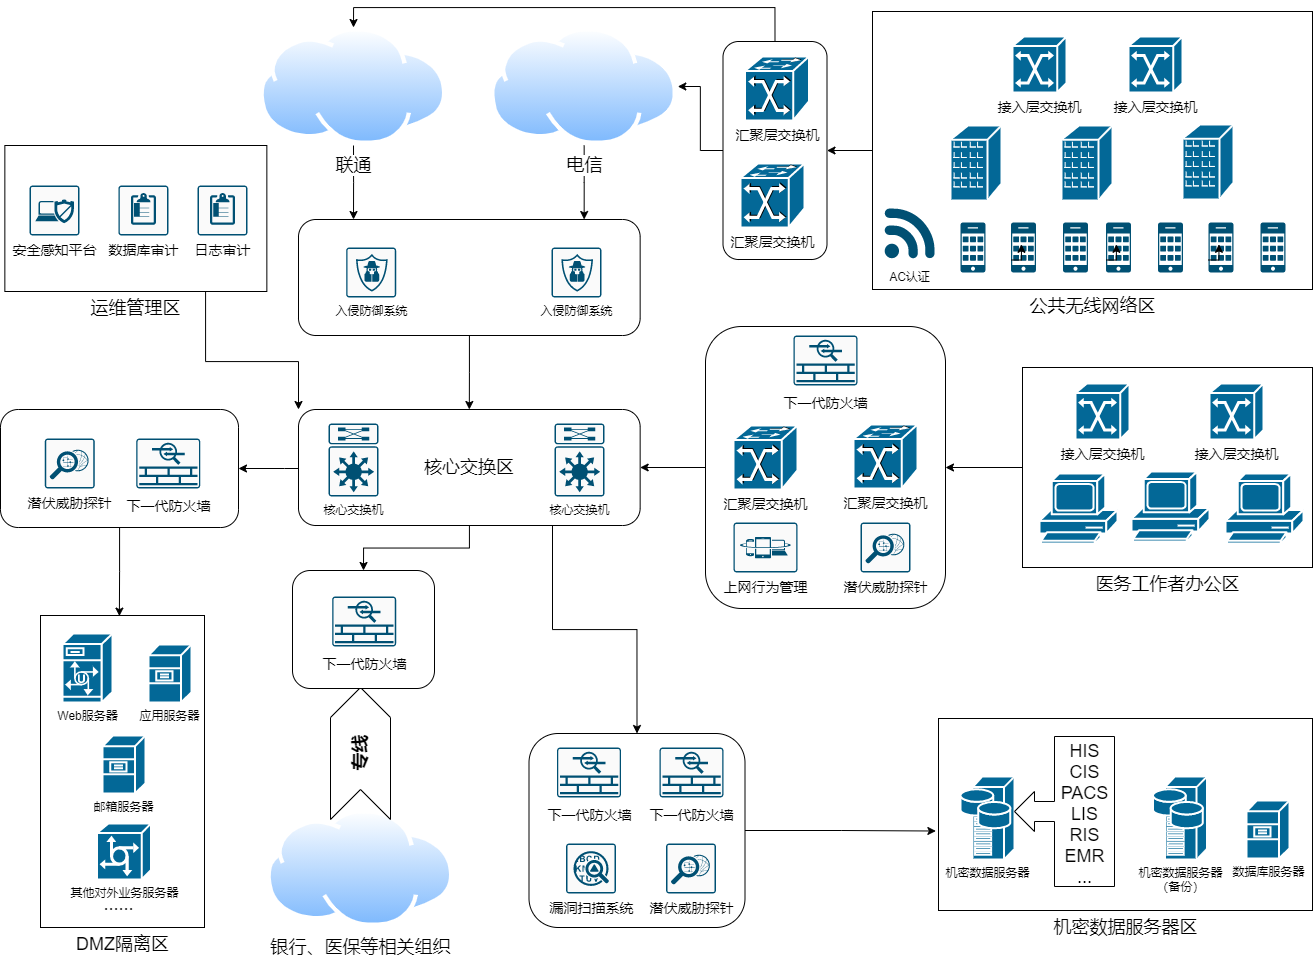 联通
电信
汇聚层交换机
汇聚层交换机
接入层交换机
接入层交换机
AC认证
公共无线网络区
安全感知平台
数据库审计
日志审计
运维管理区
入侵防御系统
入侵防御系统
下一代防火墙
汇聚层交换机
汇聚层交换机
上网行为管理
潜伏威胁探针
接入层交换机
接入层交换机
医务工作者办公区
潜伏威胁探针
下一代防火墙
核心交换区
核心交换机
核心交换机
下一代防火墙
专线
银行、医保等相关组织
Web服务器
应用服务器
邮箱服务器
其他对外业务服务器
......
DMZ隔离区
下一代防火墙
下一代防火墙
漏洞扫描系统
潜伏威胁探针
机密数据服务器
HIS
CIS
PACS
LIS
RIS
EMR
...
机密数据服务器
（备份）
数据库服务器
机密数据服务器区